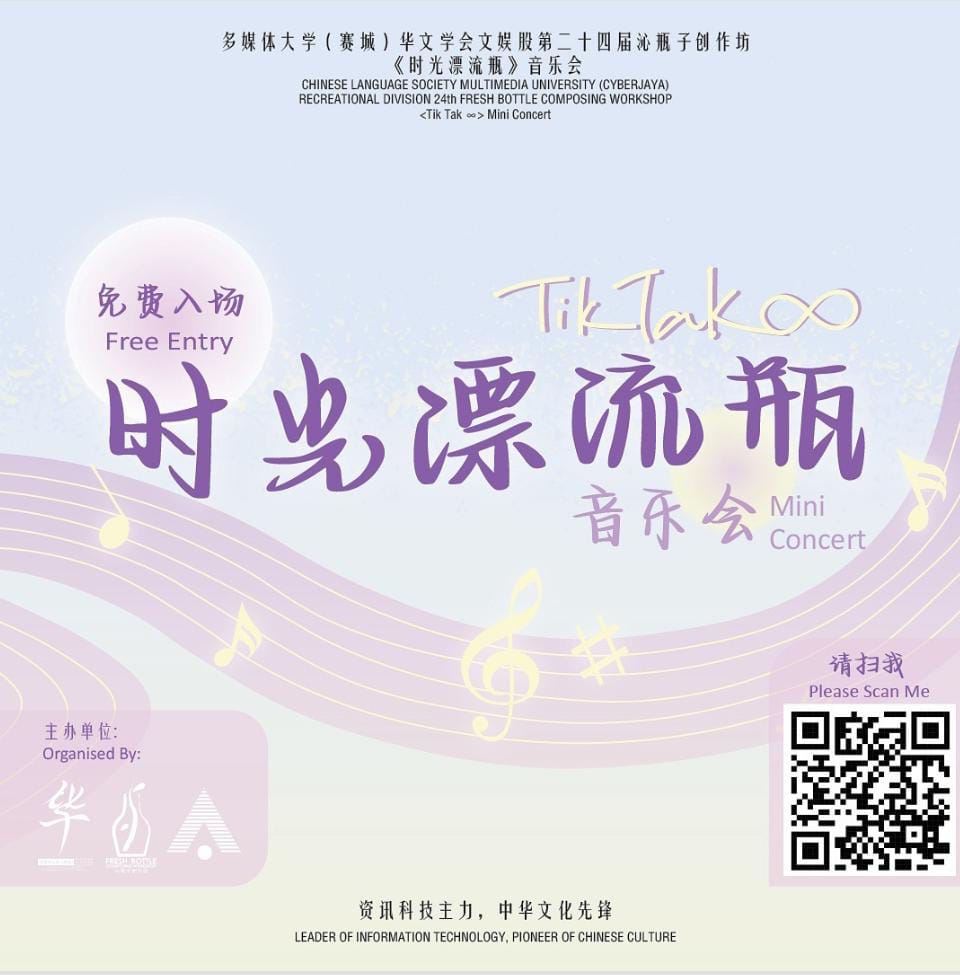 多媒体大学(赛城)华文学会文娱股第二十四届沁瓶子创作坊
《时光漂流瓶》音乐会
CHINESE LANGUAGE SOCIETY MULTIMEDIA UNIVERSITY (CYBERJAYA)
RECREATIONAL DIVISION 24th FRESH BOTTLE COMPOSING WORKSHOP
<Tik Tak ∞> Mini Concert
免费入场
Free Entry
TikTak∞
时光漂流瓶
音乐会
Mini
Concert
请扫我
Please Scan Me
主办单位:
Organised By:
华
FRESH BOTTLE
资讯科技主力，中华文化先锋
LEADER OF INFORMATION TECHNOLOGY, PIONEER OF CHINESE CULTURE